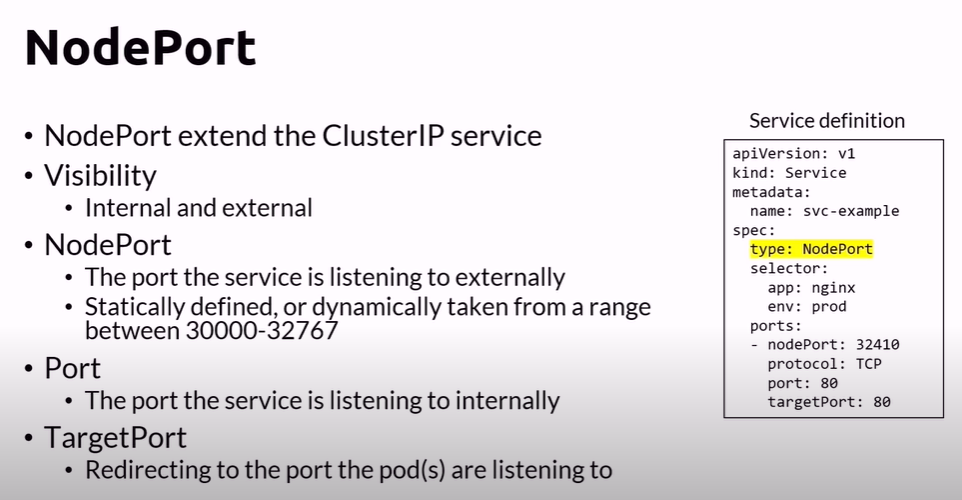 NodePort
• NodePort extend the ClusterIP service
• Visibility
• Internal and external
• NodePort
• The port the service is listening to externally
• Statically defined, or dynamically taken from a range
between 30000-32767
• Port
• The port the service is listening to internally
• TargetPort
• Redirecting to the port the pod(s) are listening to
Service definition
apiVersion: v1
kind: Service
metadata:
  name: svc-example
spec:
  type: NodePort
  selector:
    app: nginx
    env: prod
  ports:
  - nodePort: 32410
    protocol: TCP
    port: 80
    targetPort: 80